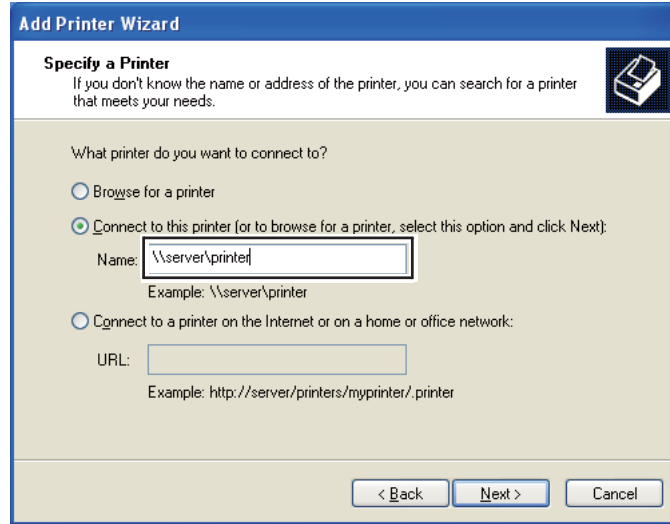 Add Printer Wizard
Specify a Printer
If you don't know the name or address of the printer, you can search for a printer
that meets your needs.
What printer do you want to connect to?
Browse for a printer
Connect to this printer (or to browse for a printer, select this option and click Next):
Name: \\server\printer
Example: \\server\printer
Connect to a printer on the Internet or on a home or office network:
URL:
Example: http://server/printers/myprinter/.printer
< Back Next > Cancel